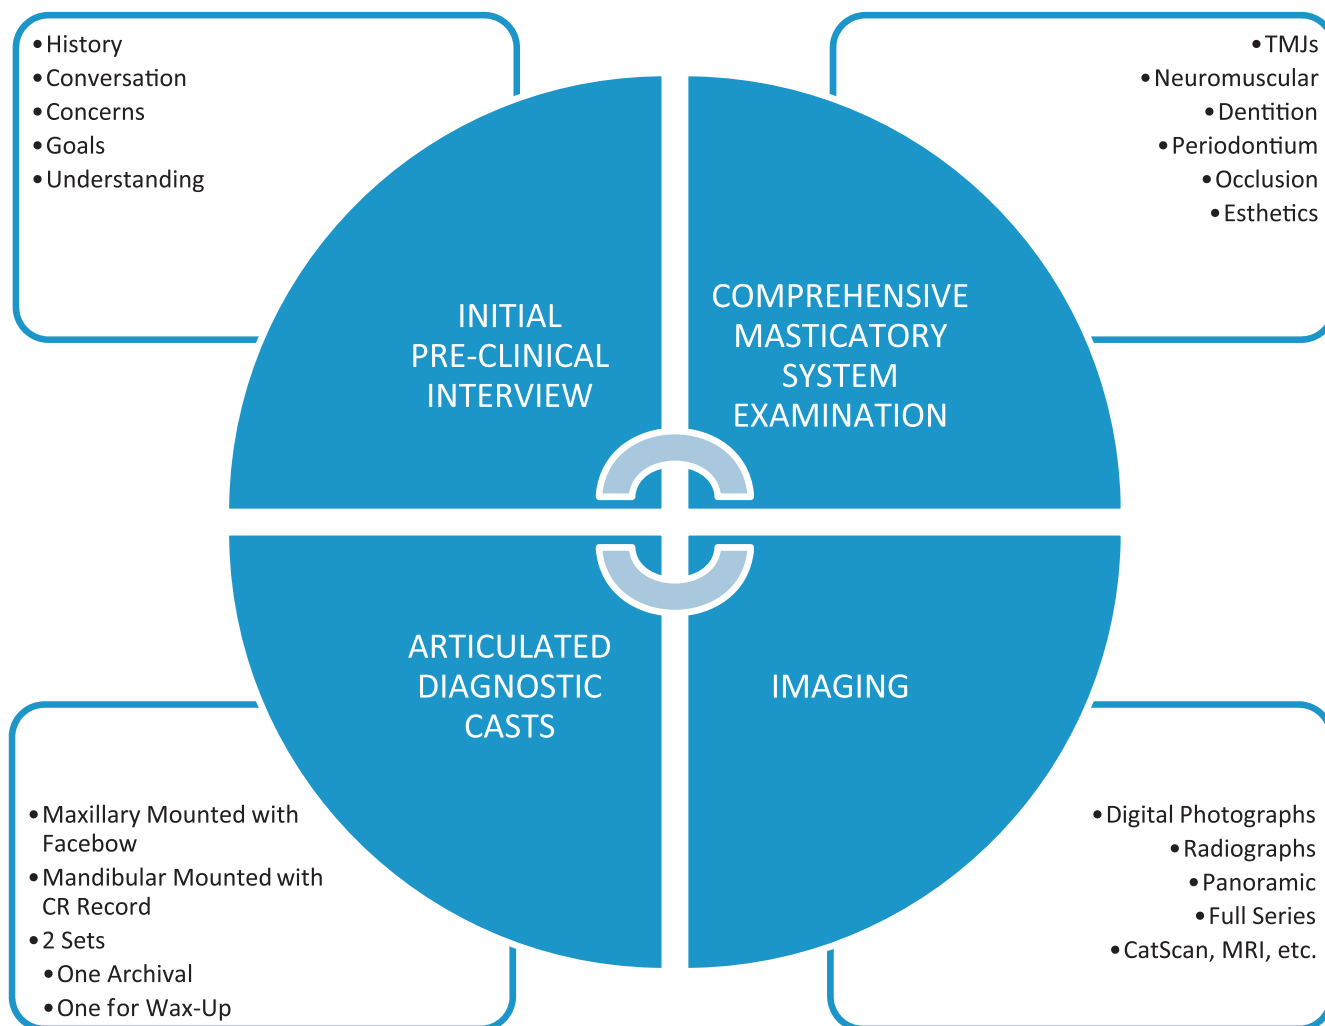 • History
• Conversation
• Concerns
• Goals
• Understanding
INITIAL
PRE-CLINICAL
INTERVIEW
• TMJs
• Neuromuscular
• Dentition
• Periodontium
• Occlusion
• Esthetics
COMPREHENSIVE
MASTICATORY
SYSTEM
EXAMINATION
ARTICULATED
DIAGNOSTIC
CASTS
• Maxillary Mounted with
Facebow
• Mandibular Mounted with
CR Record
• 2 Sets
• One Archival
• One for Wax-Up
IMAGING
• Digital Photographs
• Radiographs
• Panoramic
• Full Series
• CatScan, MRI, etc.